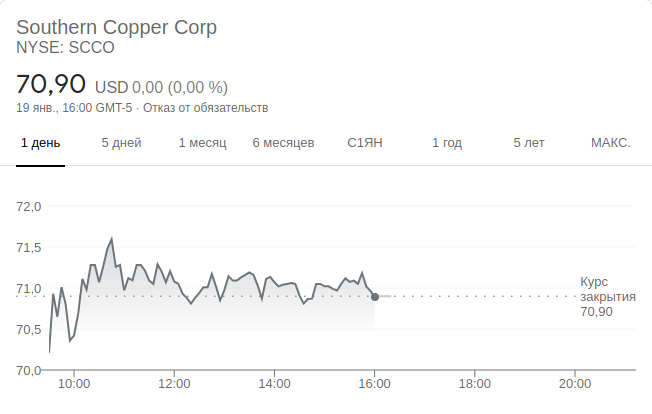 Southern Copper Corp
NYSE: SCCO
70,90 USD 0,00 (0,00 %)
19 янв., 16:00 GMT-5 · Отказ от обязательств
1 день 5 дней 1 месяц 6 месяцев С1ЯН 1 год 5 лет МАКС.
72,0
71,5
71,0
70,5
70,0
Курс
закрытия
70,90
10:00 12:00 14:00 16:00 18:00 20:00